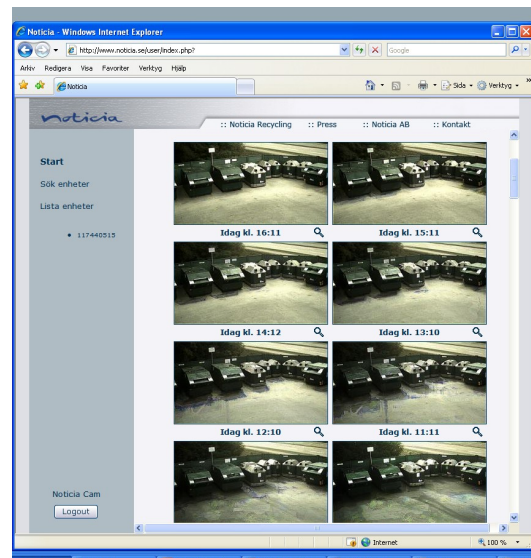 Noticia - Windows Internet Explorer
http://www.noticia.se/user/index.php?
Google
Arkiv Redigera Visa Favoriter Verktyg Hjälp
Noticia
Sida
Verktyg
noticia
:: Noticia Recycling :: Press :: Noticia AB :: Kontakt
Start
Sök enheter
Lista enheter
117440515
Idag kl. 16:11
Idag kl. 15:11
Idag kl. 14:12
Idag kl. 13:10
Idag kl. 12:10
Idag kl. 11:11
Noticia Cam
Logout
Internet
100 %